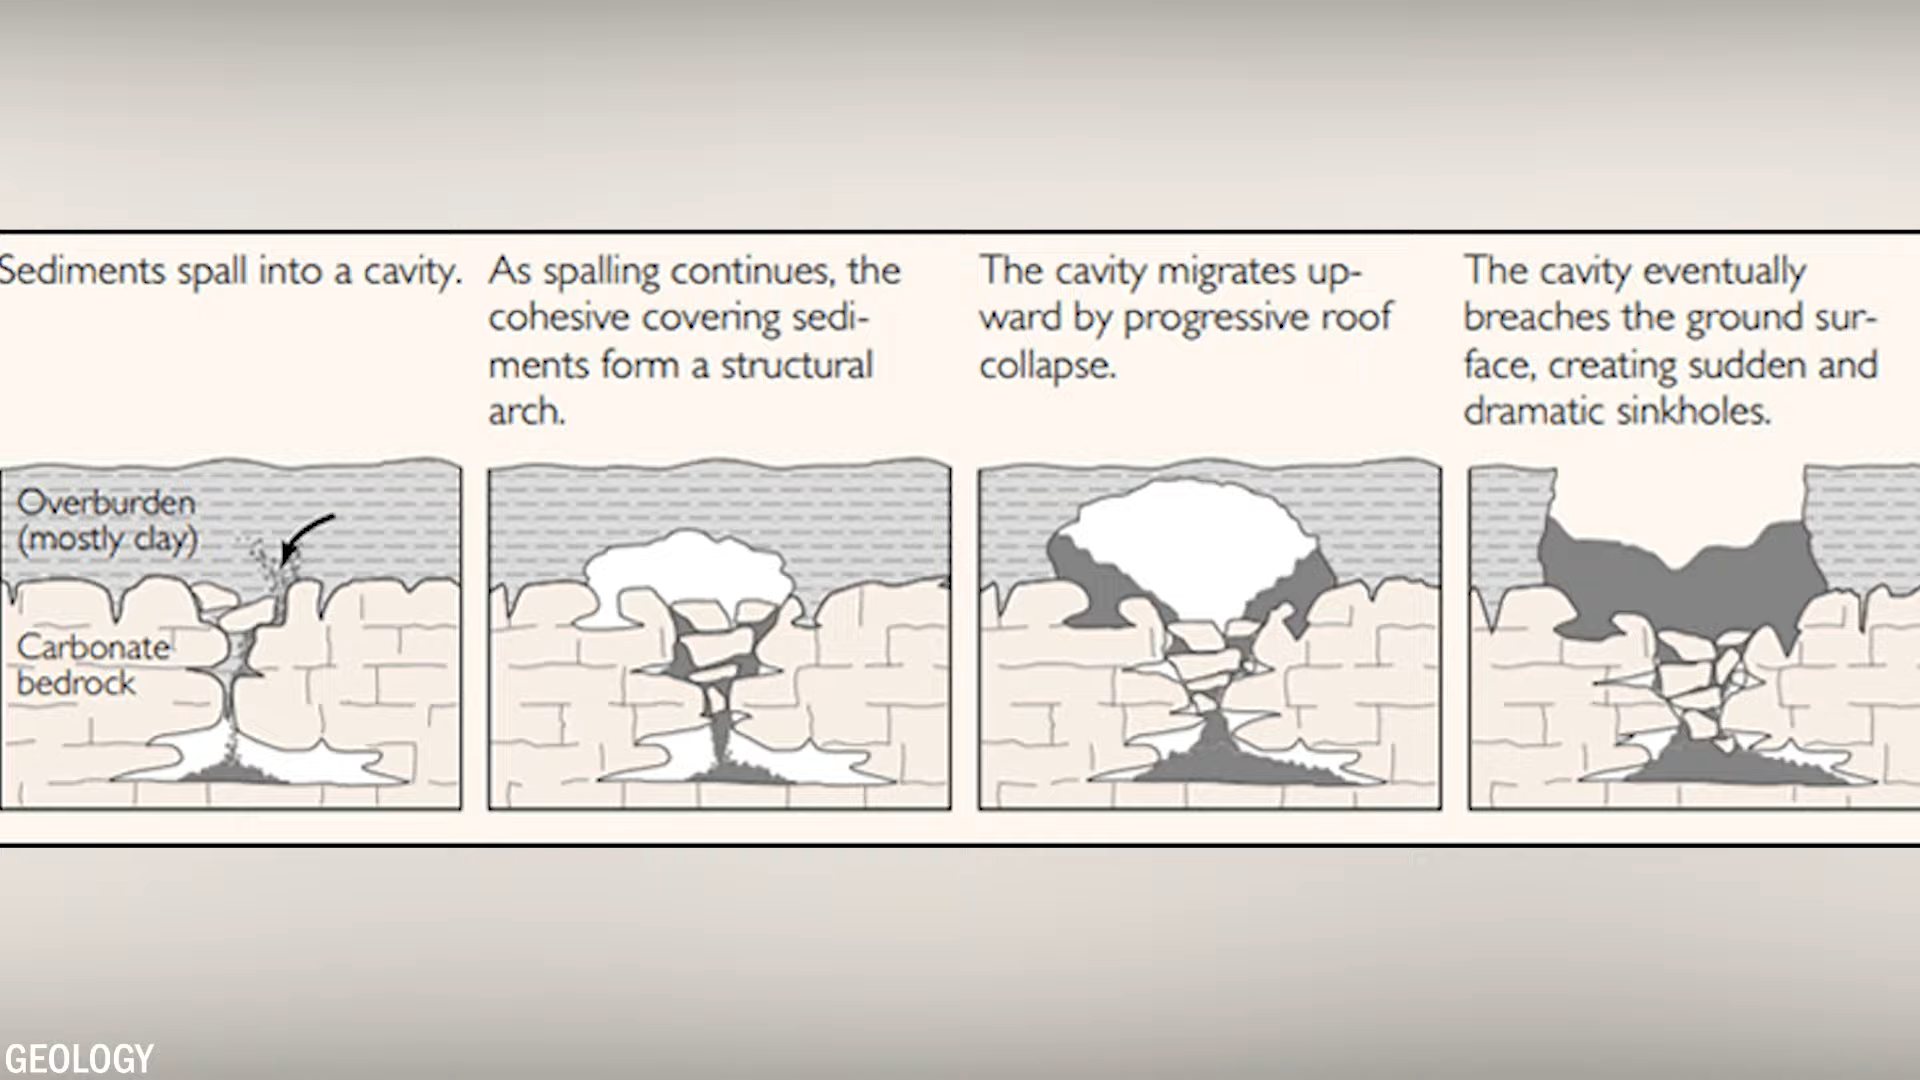 Sediments spall into a cavity.
As spalling continues, the
cohesive covering sedi-
ments form a structural
arch.
The cavity migrates up-
ward by progressive roof
collapse.
The cavity eventually
breaches the ground sur-
face, creating sudden and
dramatic sinkholes.
Overburden
(mostly clay)
Carbonate
bedrock
GEOLOGY